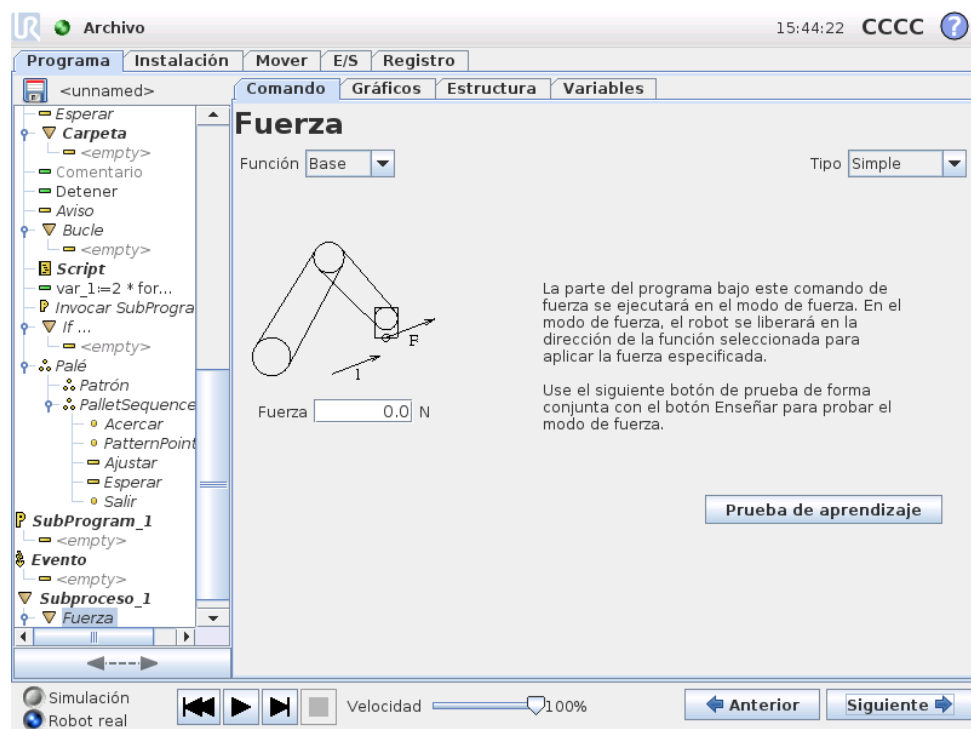 Archivo
15:44:22 CCCC ?
Programa Instalación Mover E/S Registro
<unnamed>
Comando Gráficos Estructura Variables
Esperar
Carpeta
<empty>
Comentario
Detener
Aviso
Bucle
<empty>
Script
var_1:=2 * for...
P Invocar SubProgra
If ...
<empty>
Palé
Patrón
PalletSequence
Acercar
PatternPoint
Ajustar
Esperar
Salir
P SubProgram_1
<empty>
Evento
<empty>
Subproceso_1
Fuerza
Fuerza
Función Base
Tipo Simple
F
1
Fuerza 0.0 N
La parte del programa bajo este comando de
fuerza se ejecutará en el modo de fuerza. En el
modo de fuerza, el robot se liberará en la
dirección de la función seleccionada para
aplicar la fuerza especificada.
Use el siguiente botón de prueba de forma
conjunta con el botón Enseñar para probar el
modo de fuerza.
Prueba de aprendizaje
Simulación
Robot real
Velocidad 100%
Anterior
Siguiente